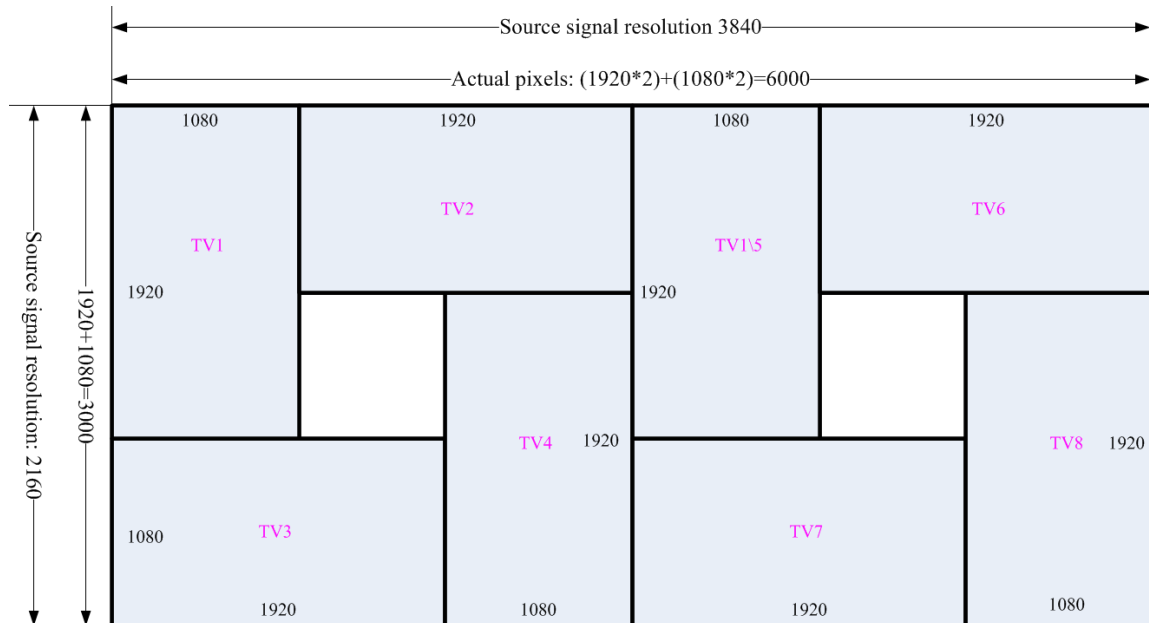 Source signal resolution 3840
Actual pixels: (1920*2)+(1080*2)=6000
1080
1920
1080
1920
TV2
TV6
TV1
TV1\5
1920
1920
Source signal resolution: 2160
1920+1080=3000
TV4
1920
TV8
1920
TV3
TV7
1080
1920
1080
1920
1080